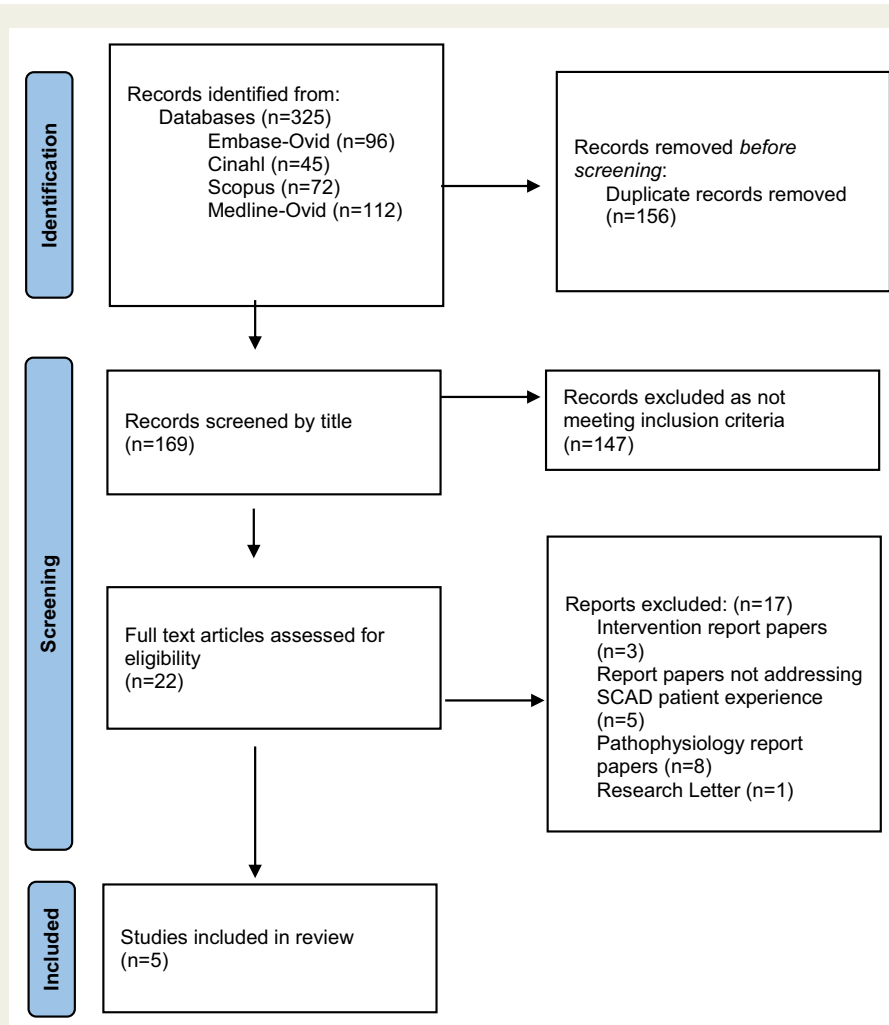 Identification
Records identified from:
Databases (n=325)
Embase-Ovid (n=96)
Cinahl (n=45)
Scopus (n=72)
Medline-Ovid (n=112)
Records removed before
screening:
Duplicate records removed
(n=156)
Screening
Records screened by title
(n=169)
Records excluded as not
meeting inclusion criteria
(n=147)
Full text articles assessed for
eligibility
(n=22)
Reports excluded: (n=17)
Intervention report papers
(n=3)
Report papers not addressing
SCAD patient experience
(n=5)
Pathophysiology report
papers (n=8)
Research Letter (n=1)
Included
Studies included in review
(n=5)